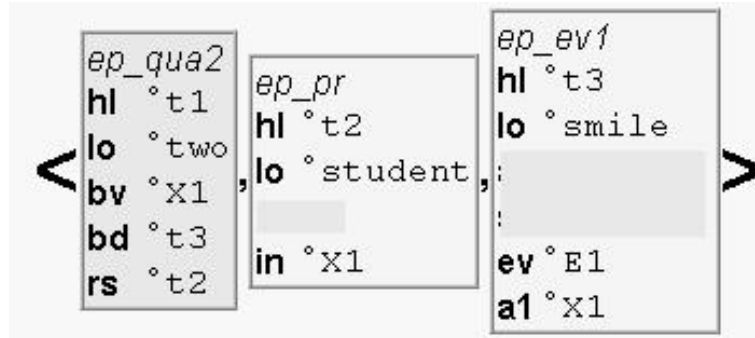 <
ep_qua2
hl °t1
lo °two
bv °X1
bd °t3
rs °t2
,
ep_pr
hl °t2
lo °student
in °X1
,
ep_ev1
hl °t3
lo °smile
ev °E1
a1 °X1
>